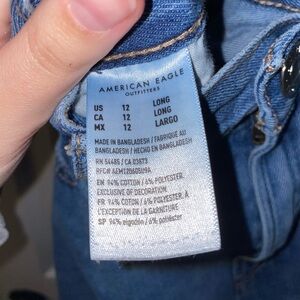 AMERICAN EAGLE
OUTFITTERS
US 12 LONG
CA 12 LONG
MX 12 LARGO
MADE IN BANGLADESH / FABRIQUÉ AU
BANGLADESH / HECHO EN BANGLADESH
RN 54485 / CA 03673
EN 94% COTTON / 6% POLYESTER.
EXCLUSIVE OF DECORATION
FR 94% COTON / 6% POLYESTER. À
L'EXCEPTION DE LA GARNITURE
SP 94% algodón / 6% poliéster